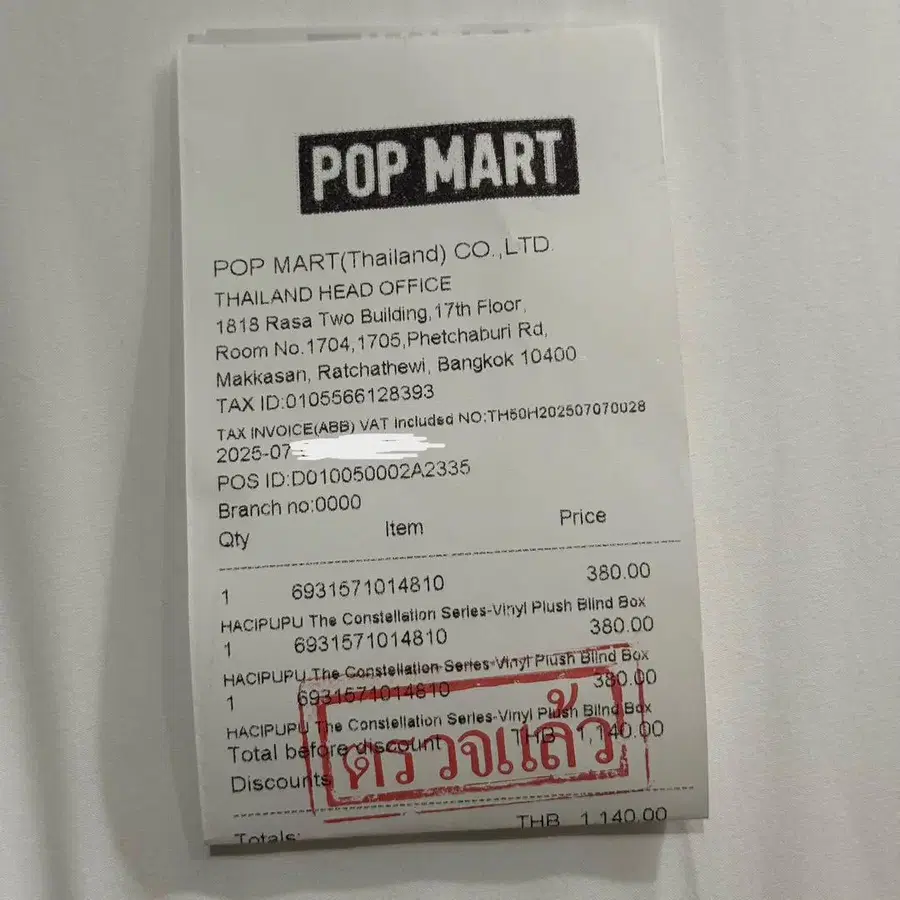 POP MART
POP MART(Thailand) CO.,LTD.
THAILAND HEAD OFFICE
1818 Rasa Two Building,17th Floor,
Room No.1704,1705,Phetchaburi Rd,
Makkasan, Ratchathewi, Bangkok 10400
TAX ID:0105566128393
TAX INVOICE(ABB) VAT Included NO:TH50H202507070028
2025-07
POS ID:D010050002A2335
Branch no:0000
Qty Item Price
1 6931571014810 380.00
HACIPUPU The Constellation Series-Vinyl Plush Blind Box
1 6931571014810 380.00
HACIPUPU The Constellation Series-Vinyl Plush Blind Box
1 6931571014810 380.00
HACIPUPU The Constellation Series-Vinyl Plush Blind Box
Total before discount THB 1,140.00
Discounts
ตรวจแล้ว
Totals: THB 1,140.00